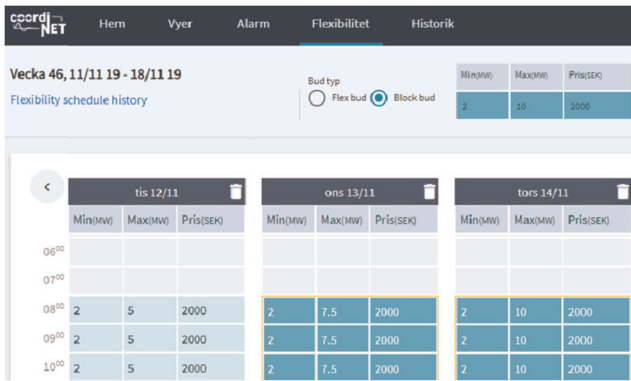 coordi NET
Hem Vyer Alarm Flexibilitet Historik
Vecka 46, 11/11 19 - 18/11 19
Flexibility schedule history
Bud typ
Flex bud Block bud
Min(MW) Max(MW) Pris(SEK)
2 10 2000
< tis 12/11 ons 13/11 tors 14/11
Min(MW) Max(MW) Pris(SEK) Min(MW) Max(MW) Pris(SEK) Min(MW) Max(MW) Pris(SEK)
06⁰⁰
07⁰⁰
08⁰⁰ 2 5 2000 2 7.5 2000 2 10 2000
09⁰⁰ 2 5 2000 2 7.5 2000 2 10 2000
10⁰⁰ 2 5 2000 2 7.5 2000 2 10 2000